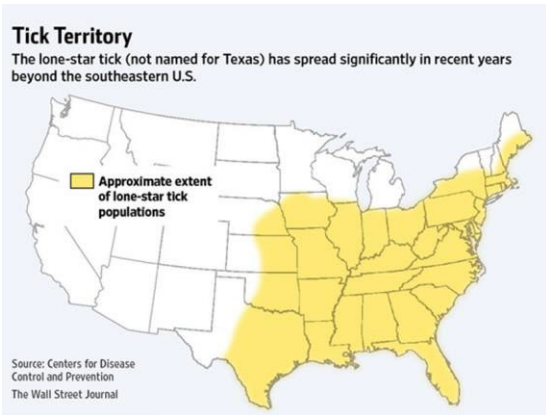 Tick Territory
The lone-star tick (not named for Texas) has spread significantly in recent years
beyond the southeastern U.S.
Approximate extent
of lone-star tick
populations
Source: Centers for Disease
Control and Prevention
The Wall Street Journal